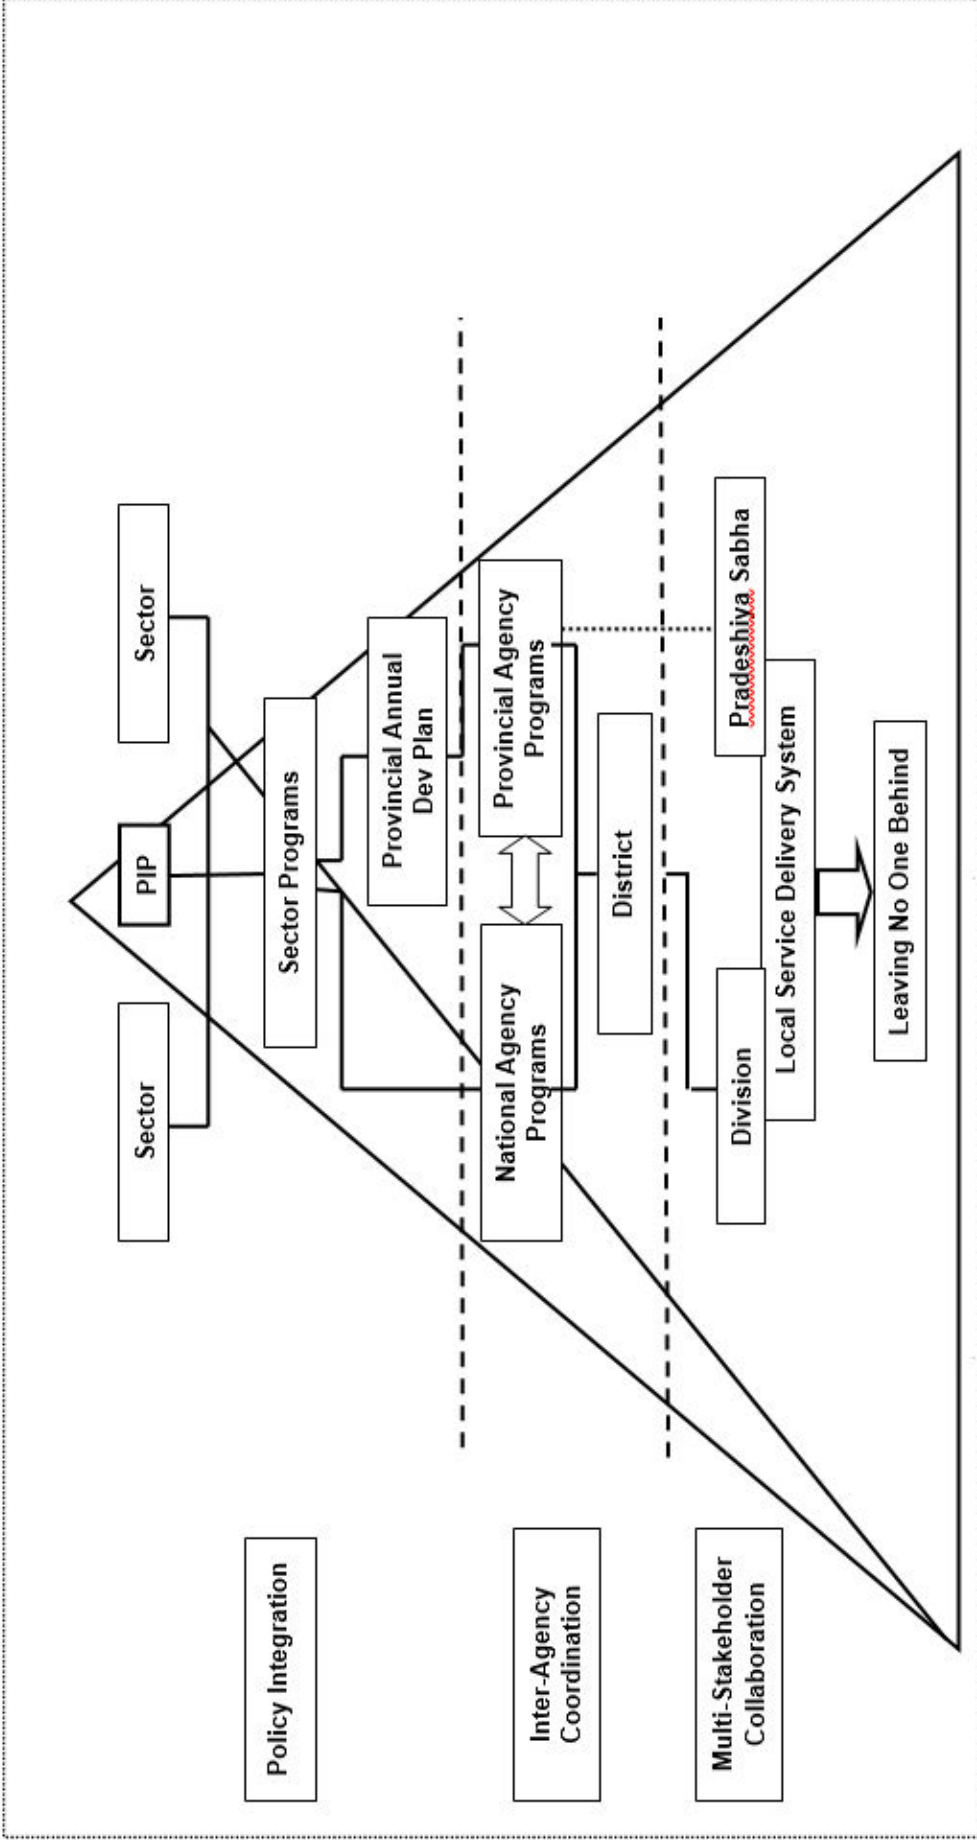 Sector
PIP
Sector
Policy Integration
Sector Programs
Provincial Annual
Dev Plan
Inter-Agency
Coordination
National Agency
Programs
Provincial Agency
Programs
District
Multi-Stakeholder
Collaboration
Division
Pradeshiya Sabha
Local Service Delivery System
Leaving No One Behind